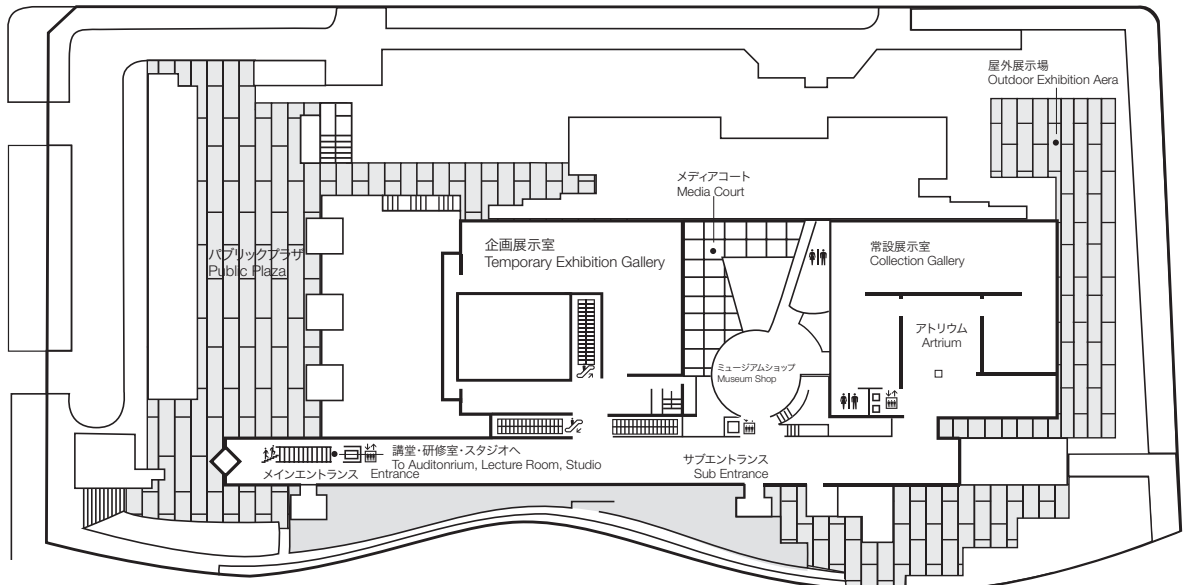 屋外展示場
Outdoor Exhibition Aera
メディアコート
Media Court
企画展示室
Temporary Exhibition Gallery
常設展示室
Collection Gallery
パブリックプラザ
Public Plaza
アトリウム
Artrium
ミュージアムショップ
Museum Shop
講堂・研修室・スタジオへ
To Auditonrium, Lecture Room, Studio
サブエントランス
Sub Entrance
メインエントランス Entrance